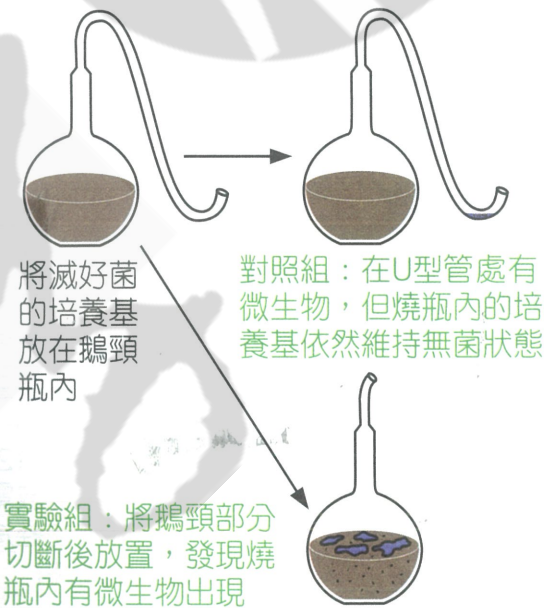 將滅好菌
的培養基
放在鵝頸
瓶內
對照組：在U型管處有
微生物，但燒瓶內的培
養基依然維持無菌狀態
實驗組：將鵝頸部分
切斷後放置，發現燒
瓶內有微生物出現